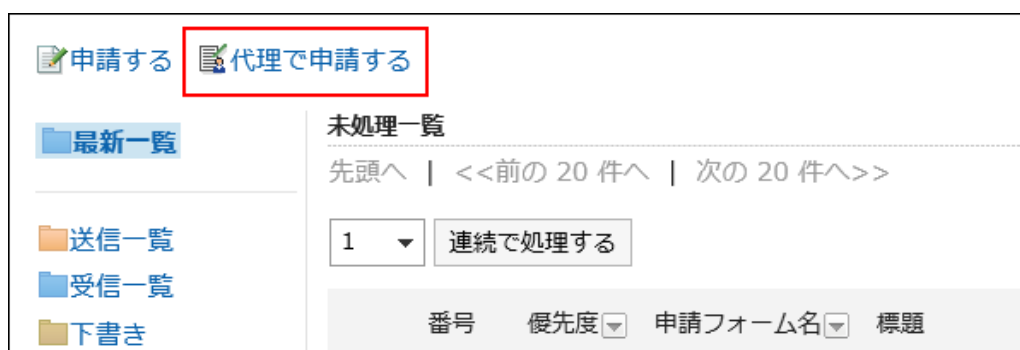 申請する 代理で申請する
最新一覧
未処理一覧
先頭へ | <<前の 20 件へ | 次の 20 件へ>>
1 連続で処理する
送信一覧
受信一覧
下書き
番号 優先度 申請フォーム名 標題